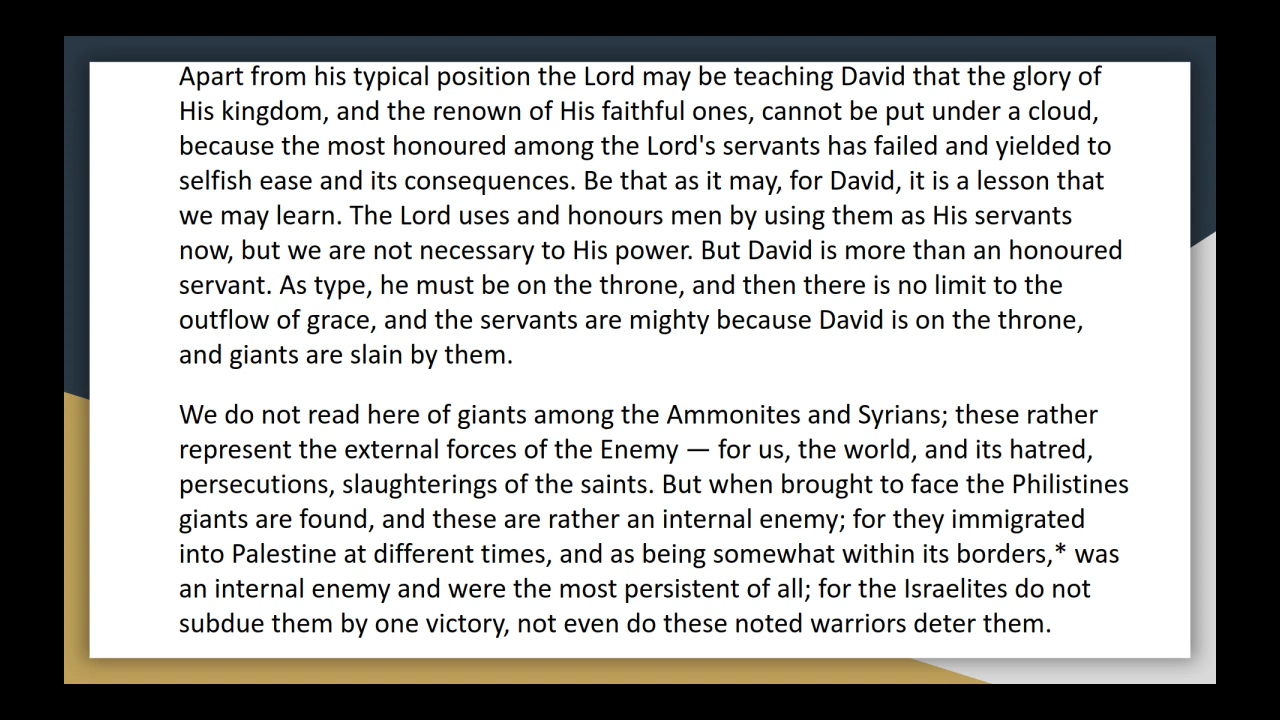 Apart from his typical position the Lord may be teaching David that the glory of
His kingdom, and the renown of His faithful ones, cannot be put under a cloud,
because the most honoured among the Lord's servants has failed and yielded to
selfish ease and its consequences. Be that as it may, for David, it is a lesson that
we may learn. The Lord uses and honours men by using them as His servants
now, but we are not necessary to His power. But David is more than an honoured
servant. As type, he must be on the throne, and then there is no limit to the
outflow of grace, and the servants are mighty because David is on the throne,
and giants are slain by them.
We do not read here of giants among the Ammonites and Syrians; these rather
represent the external forces of the Enemy — for us, the world, and its hatred,
persecutions, slaughterings of the saints. But when brought to face the Philistines
giants are found, and these are rather an internal enemy; for they immigrated
into Palestine at different times, and as being somewhat within its borders,* was
an internal enemy and were the most persistent of all; for the Israelites do not
subdue them by one victory, not even do these noted warriors deter them.